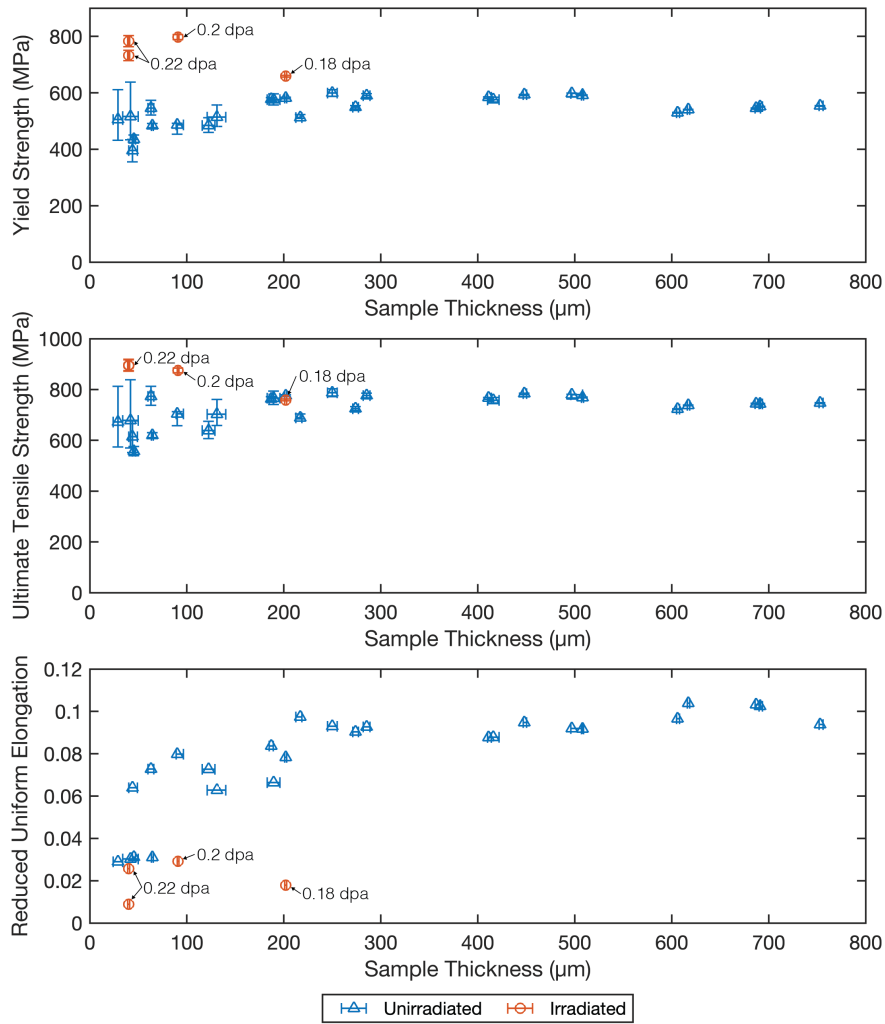 Yield Strength (MPa)
800
600
400
200
0
0.2 dpa
0.22 dpa
0.18 dpa
0 100 200 300 400 500 600 700 800
Sample Thickness (µm)
Ultimate Tensile Strength (MPa)
1000
800
600
400
200
0
0.22 dpa
0.2 dpa
0.18 dpa
0 100 200 300 400 500 600 700 800
Sample Thickness (µm)
Reduced Uniform Elongation
0.12
0.1
0.08
0.06
0.04
0.02
0
0.2 dpa
0.22 dpa
0.18 dpa
0 100 200 300 400 500 600 700 800
Sample Thickness (µm)
Unirradiated Irradiated